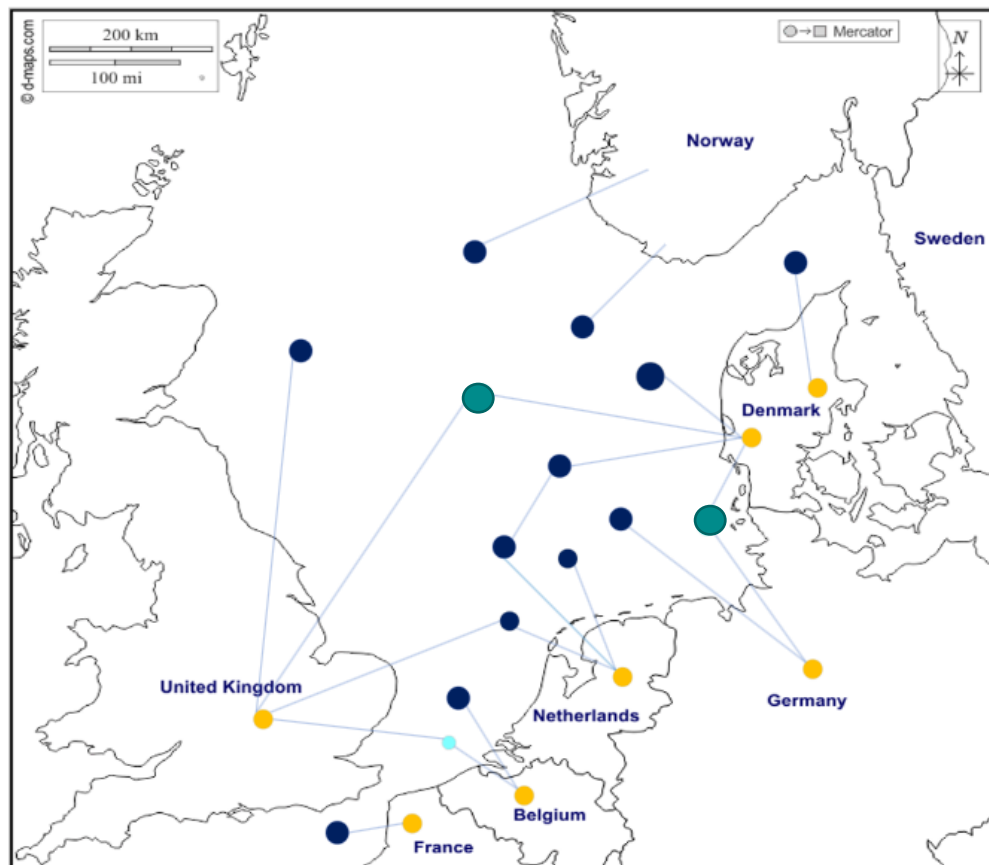 200 km
100 mi
© d-maps.com
Mercator
N
Norway
Sweden
Denmark
United Kingdom
Netherlands
Germany
Belgium
France